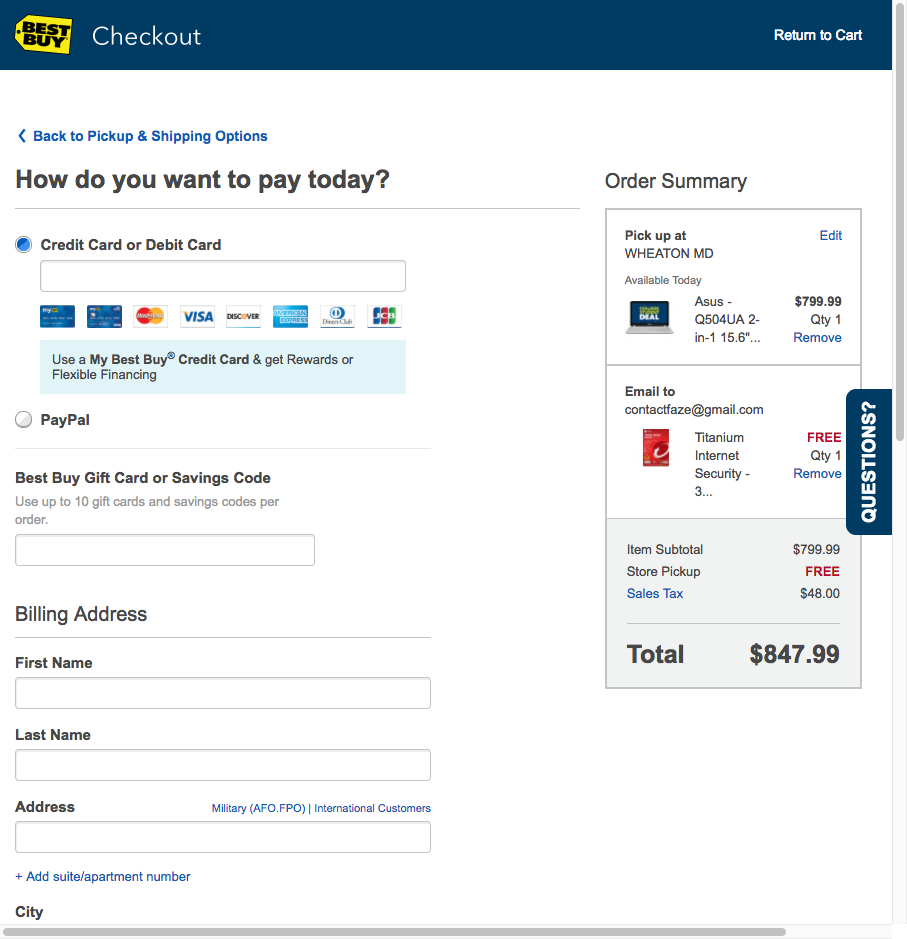 BEST
BUY
Checkout
Return to Cart
Back to Pickup & Shipping Options
How do you want to pay today?
Credit Card or Debit Card
MasterCard
VISA
DISCOVER
AMERICAN
EXPRESS
Diners Club
JCB
Use a My Best Buy® Credit Card & get Rewards or
Flexible Financing
PayPal
Best Buy Gift Card or Savings Code
Use up to 10 gift cards and savings codes per
order.
Billing Address
First Name
Last Name
Address
Military (AFO.FPO) | International Customers
+ Add suite/apartment number
City
Order Summary
Pick up at
Edit
WHEATON MD
Available Today
COLLEGE
STUDENT
DEAL
Asus -
$799.99
Q504UA 2-
Qty 1
in-1 15.6"...
Remove
Email to
contactfaze@gmail.com
Titanium
FREE
Internet
Qty 1
Security -
Remove
3...
Item Subtotal
$799.99
Store Pickup
FREE
Sales Tax
$48.00
Total
$847.99
QUESTIONS?